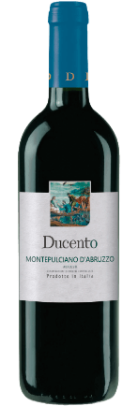 Ducento
MONTEPULCIANO D'ABRUZZO
Prodotto in Italia